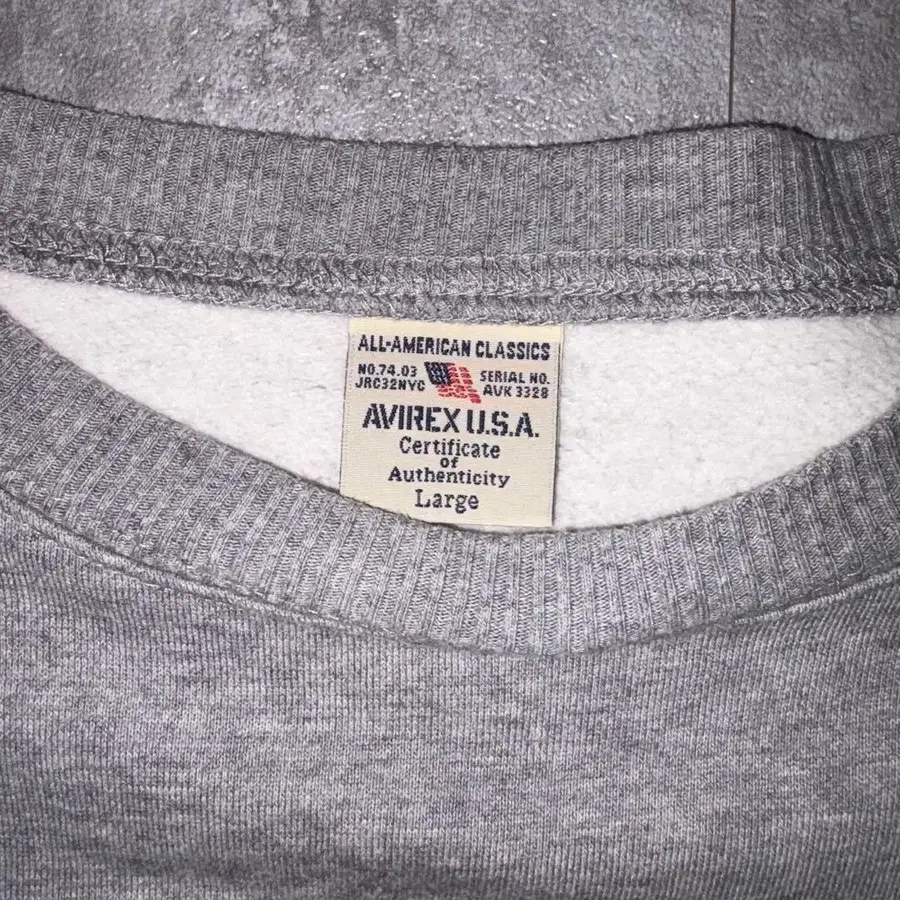 ALL-AMERICAN CLASSICS
NO.74.03
JRC32NYC
SERIAL NO.
AVK 3328
AVIREX U.S.A.
Certificate
of
Authenticity
Large